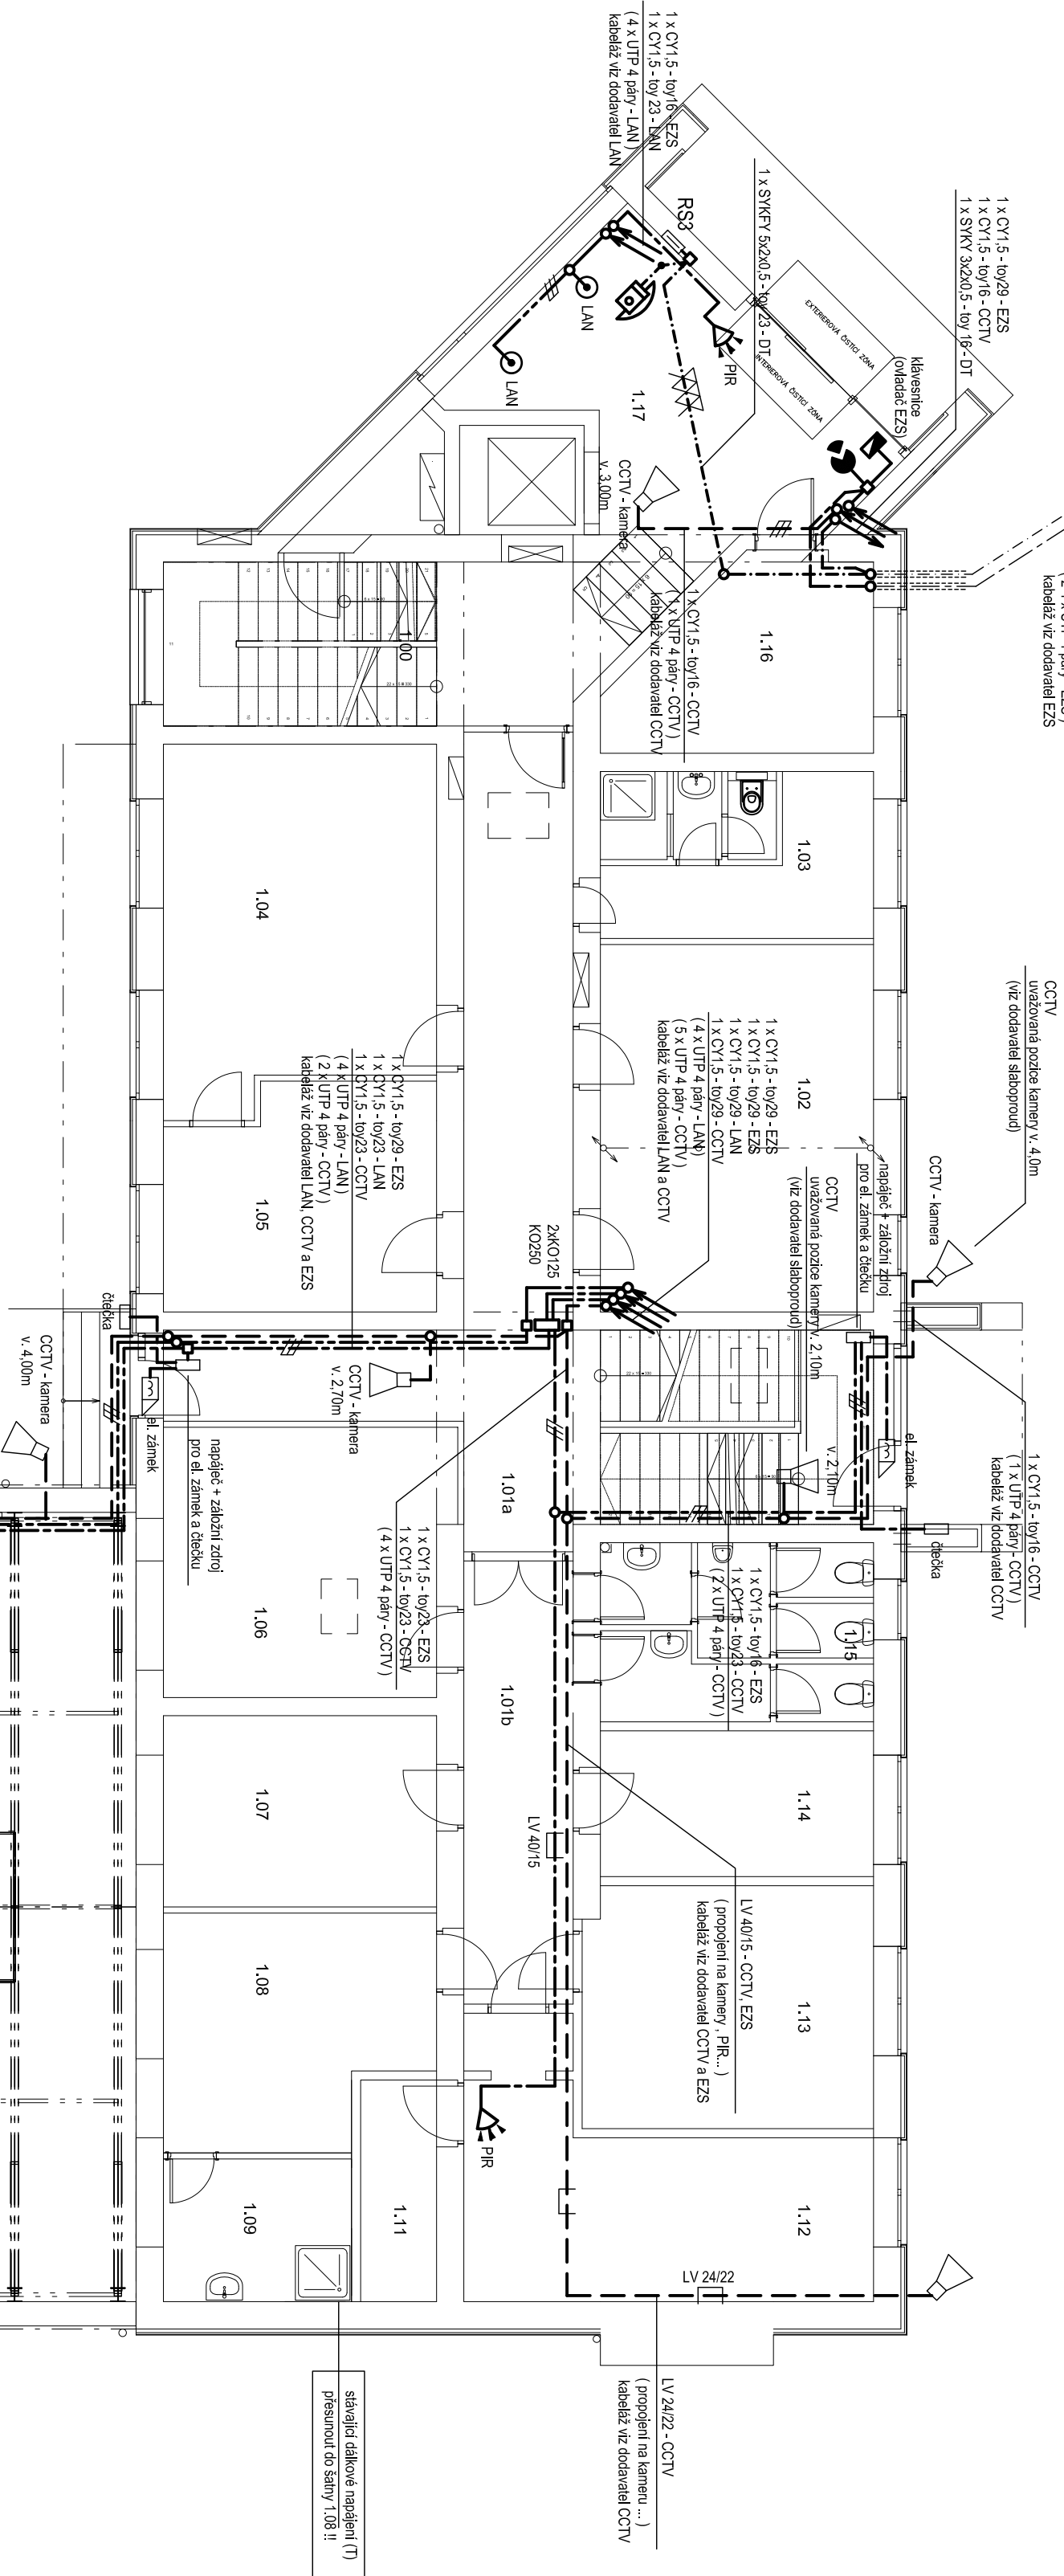 1 x CY1,5 - toy16 - EZS
1 x CY1,5 - toy 23 - LAN
( 4 x UTP 4 páry - LAN )
kabeláž viz dodavatel LAN
RS3
1 x SYKFY 5x2x0,5 - toy 23 - DT
1 x CY1,5 - toy29 - EZS
1 x CY1,5 - toy16 - CCTV
1 x SYKY 3x2x0,5 - toy 16 - DT
EXTERIEROVÁ ČISTÍCÍ ZÓNA
INTERIEROVÁ ČISTÍCÍ ZÓNA
klávesnice
(ovladač EZS)
PIR
LAN
LAN
1.17
CCTV - kamera
v. 3,00m
kabeláž viz dodavatel EZS
1 x CY1,5 - toy16 - CCTV
( 1 x UTP 4 páry - CCTV )
kabeláž viz dodavatel CCTV
1.16
1.00
1.03
1.04
1.02
1 x CY1,5 - toy29 - EZS
1 x CY1,5 - toy29 - EZS
1 x CY1,5 - toy29 - LAN
1 x CY1,5 - toy29 - CCTV
( 4 x UTP 4 páry - LAN )
( 5 x UTP 4 páry - CCTV )
kabeláž viz dodavatel LAN a CCTV
1 x CY1,5 - toy29 - EZS
1 x CY1,5 - toy23 - LAN
1 x CY1,5 - toy23 - CCTV
( 4 x UTP 4 páry - LAN )
( 2 x UTP 4 páry - CCTV )
kabeláž viz dodavatel LAN, CCTV a EZS
1.05
CCTV
uvažovaná pozice kamery v. 4,0m
(viz dodavatel slaboproud)
CCTV - kamera
napáječ + záložní zdroj
pro el. zámek a čtečku
CCTV
uvažovaná pozice kamery v. 2,10m
(viz dodavatel slaboproud)
2xKO125
KO250
čtečka
CCTV - kamera
v. 4,00m
el. zámek
CCTV - kamera
v. 2,70m
napáječ + záložní zdroj
pro el. zámek a čtečku
v. 2,10m
el. zámek
čtečka
1 x CY1,5 - toy16 - CCTV
( 1 x UTP 4 páry - CCTV )
kabeláž viz dodavatel CCTV
1.01a
1 x CY1,5 - toy23 - EZS
1 x CY1,5 - toy23 - CCTV
( 4 x UTP 4 páry - CCTV )
1 x CY1,5 - toy16 - EZS
1 x CY1,5 - toy23 - CCTV
( 2 x UTP 4 páry - CCTV )
1.15
1.06
1.01b
1.07
1.14
LV 40/15
LV 40/15 - CCTV, EZS
( propojení na kamery , PIR... )
kabeláž viz dodavatel CCTV a EZS
1.08
1.13
PIR
1.09
1.11
1.12
LV 24/22
LV 24/22 - CCTV
( propojení na kameru ... )
kabeláž viz dodavatel CCTV
stávající dálkové napájení (T)
přesunout do šatny 1.08 !!